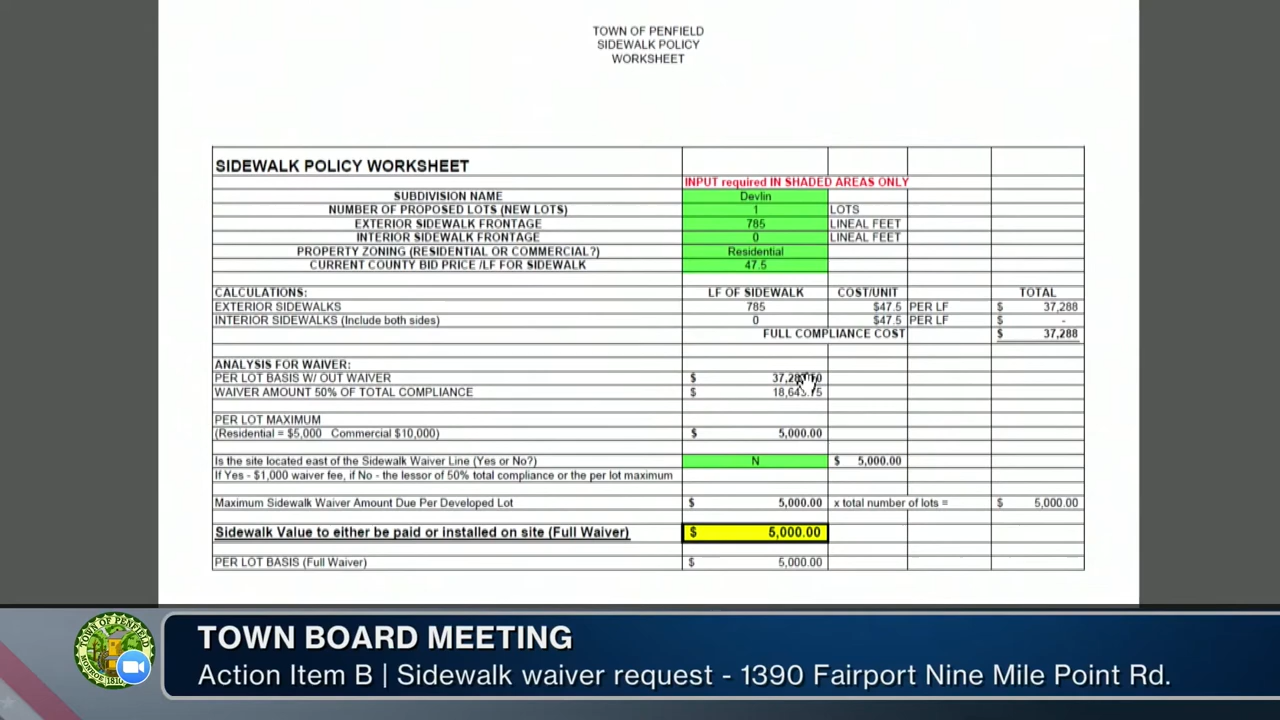 TOWN OF PENFIELD
SIDEWALK POLICY
WORKSHEET
SIDEWALK POLICY WORKSHEET
INPUT required IN SHADED AREAS ONLY
SUBDIVISION NAME Devlin
NUMBER OF PROPOSED LOTS (NEW LOTS) 1 LOTS
EXTERIOR SIDEWALK FRONTAGE 785 LINEAL FEET
INTERIOR SIDEWALK FRONTAGE 0 LINEAL FEET
PROPERTY ZONING (RESIDENTIAL OR COMMERCIAL?) Residential
CURRENT COUNTY BID PRICE /LF FOR SIDEWALK 47.5
CALCULATIONS: LF OF SIDEWALK COST/UNIT TOTAL
EXTERIOR SIDEWALKS 785 $47.5 PER LF $ 37,288
INTERIOR SIDEWALKS (Include both sides) 0 $47.5 PER LF $ -
FULL COMPLIANCE COST $ 37,288
ANALYSIS FOR WAIVER:
PER LOT BASIS W/ OUT WAIVER $
WAIVER AMOUNT 50% OF TOTAL COMPLIANCE $ 18,643.75
PER LOT MAXIMUM
(Residential = $5,000 Commercial $10,000) $ 5,000.00
Is the site located east of the Sidewalk Waiver Line (Yes or No?) N $ 5,000.00
If Yes - $1,000 waiver fee, if No - the lessor of 50% total compliance or the per lot maximum
Maximum Sidewalk Waiver Amount Due Per Developed Lot $ 5,000.00 x total number of lots = $ 5,000.00
Sidewalk Value to either be paid or installed on site (Full Waiver) $ 5,000.00
PER LOT BASIS (Full Waiver) $ 5,000.00
TOWN OF PENFIELD
1810
TOWN BOARD MEETING
Action Item B | Sidewalk waiver request - 1390 Fairport Nine Mile Point Rd.